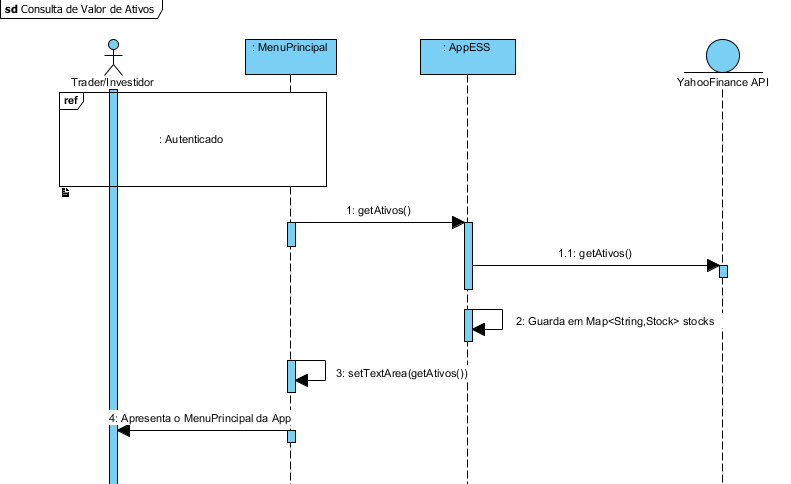 sd Consulta de Valor de Ativos
: MenuPrincipal
: AppESS
Trader/Investidor
YahooFinance API
ref
: Autenticado
1: getAtivos()
1.1: getAtivos()
2: Guarda em Map<String,Stock> stocks
3: setTextArea(getAtivos())
4: Apresenta o MenuPrincipal da App